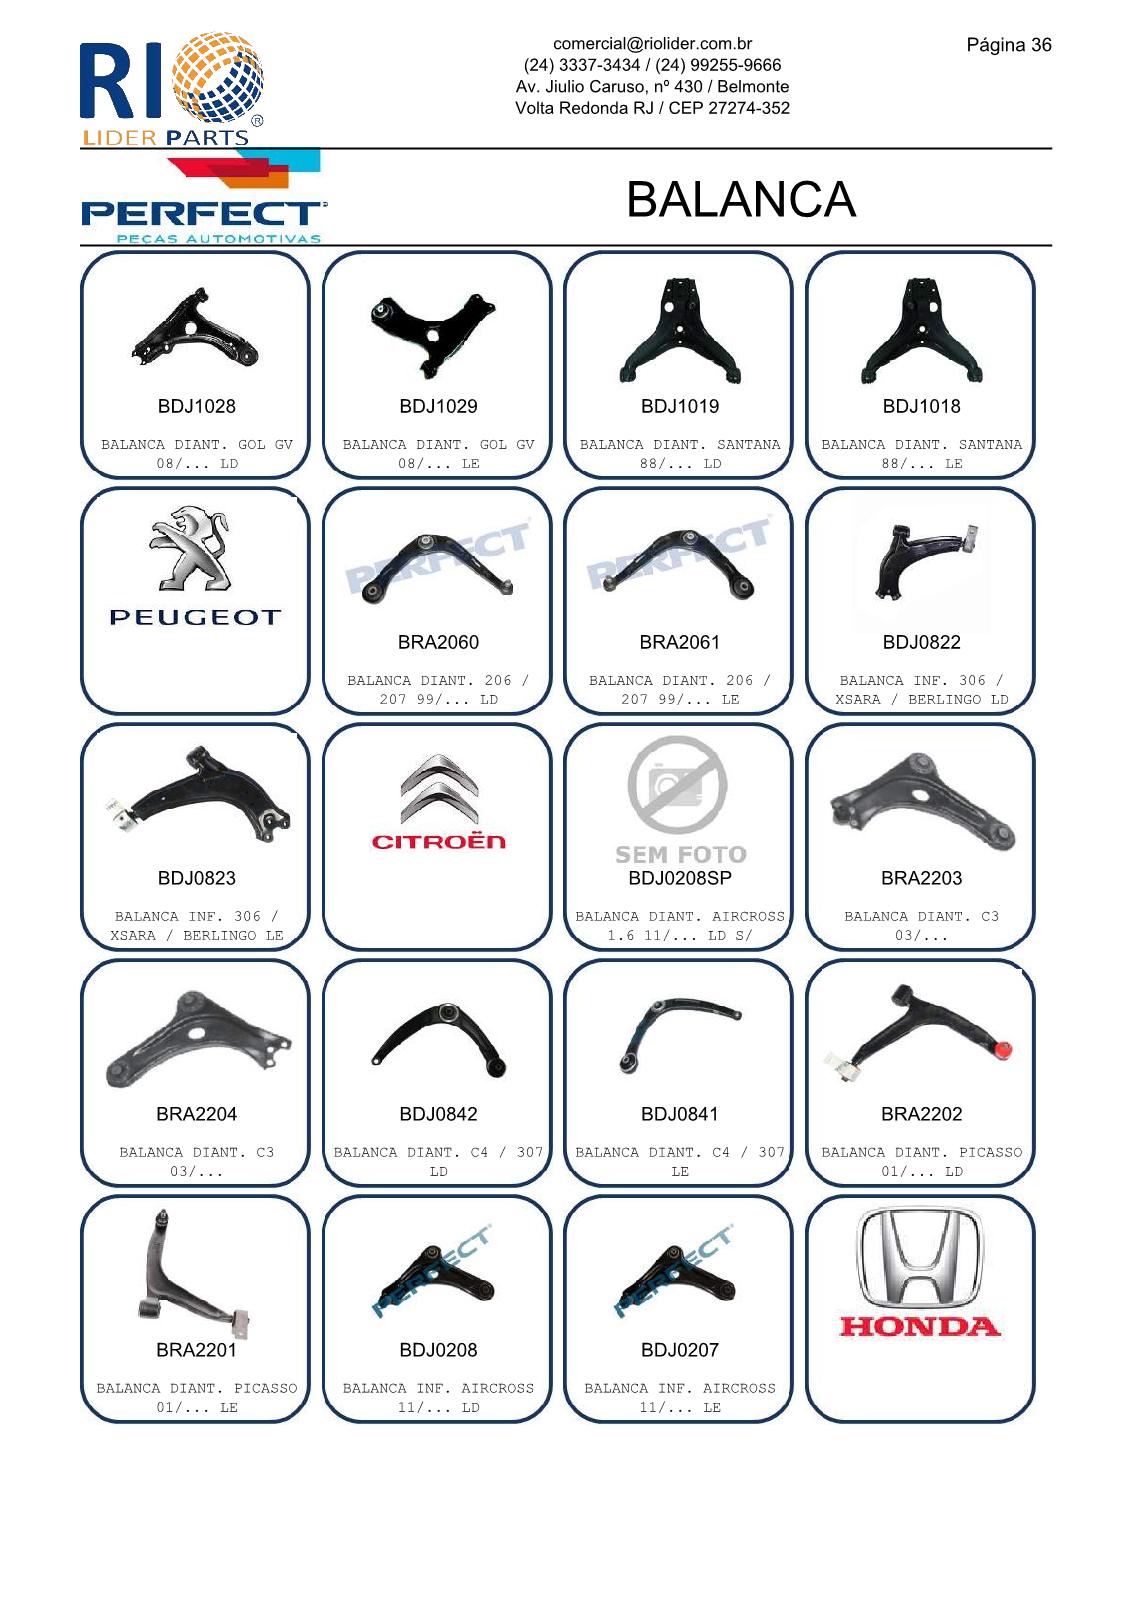 RIO
LIDER PARTS
comercial@riolider.com.br
(24) 3337-3434 / (24) 99255-9666
Av. Jiulio Caruso, nº 430 / Belmonte
Volta Redonda RJ / CEP 27274-352
Página 36
PERFECT
PEÇAS AUTOMOTIVAS
BALANCA
BDJ1028
BALANCA DIANT. GOL GV
08/... LD
BDJ1029
BALANCA DIANT. GOL GV
08/... LE
BDJ1019
BALANCA DIANT. SANTANA
88/... LD
BDJ1018
BALANCA DIANT. SANTANA
88/... LE
PEUGEOT
PERFECT
BRA2060
BALANCA DIANT. 206 /
207 99/... LD
PERFECT
BRA2061
BALANCA DIANT. 206 /
207 99/... LE
BDJ0822
BALANCA INF. 306 /
XSARA / BERLINGO LD
BDJ0823
BALANCA INF. 306 /
XSARA / BERLINGO LE
CITROËN
SEM FOTO
BDJ0208SP
BALANCA DIANT. AIRCROSS
1.6 11/... LD S/
BRA2203
BALANCA DIANT. C3
03/...
BRA2204
BALANCA DIANT. C3
03/...
BDJ0842
BALANCA DIANT. C4 / 307
LD
BDJ0841
BALANCA DIANT. C4 / 307
LE
BRA2202
BALANCA DIANT. PICASSO
01/... LD
BRA2201
BALANCA DIANT. PICASSO
01/... LE
PERFECT
BDJ0208
BALANCA INF. AIRCROSS
11/... LD
PERFECT
BDJ0207
BALANCA INF. AIRCROSS
11/... LE
HONDA